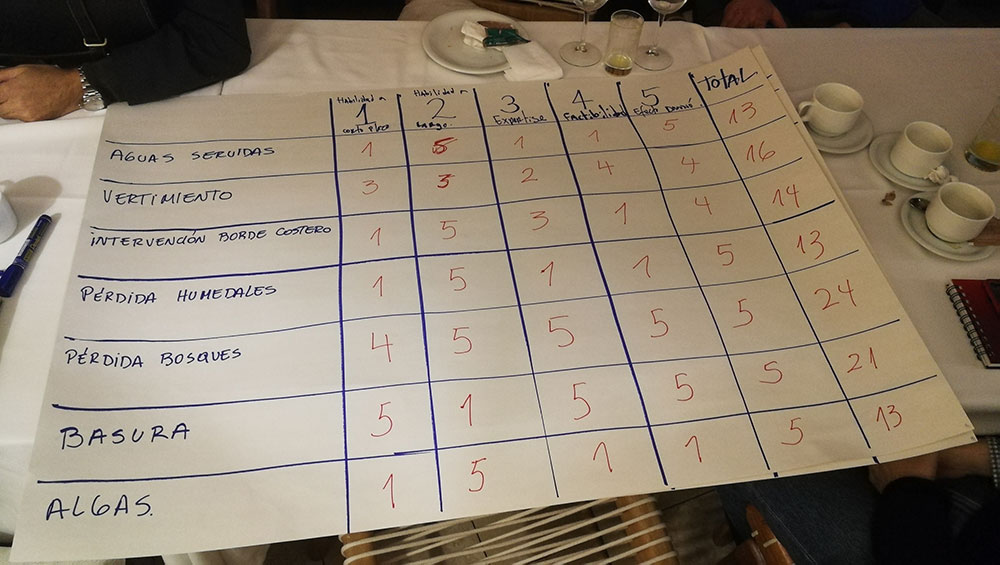 Habilidad a Habilidad a TOTAL
1 2 3 4 5
corto plazo largo. Expertise Factibilidad Efecto Dominó.
AGUAS SERVIDAS 1 5 1 1 5 13
VERTIMIENTO 3 3 2 4 4 16
INTERVENCIÓN BORDE COSTERO 1 5 3 1 4 14
PÉRDIDA HUMEDALES 1 5 1 1 5 13
PÉRDIDA BOSQUES 4 5 5 5 5 24
BASURA 5 1 5 5 5 21
ALGAS. 1 5 1 1 5 13